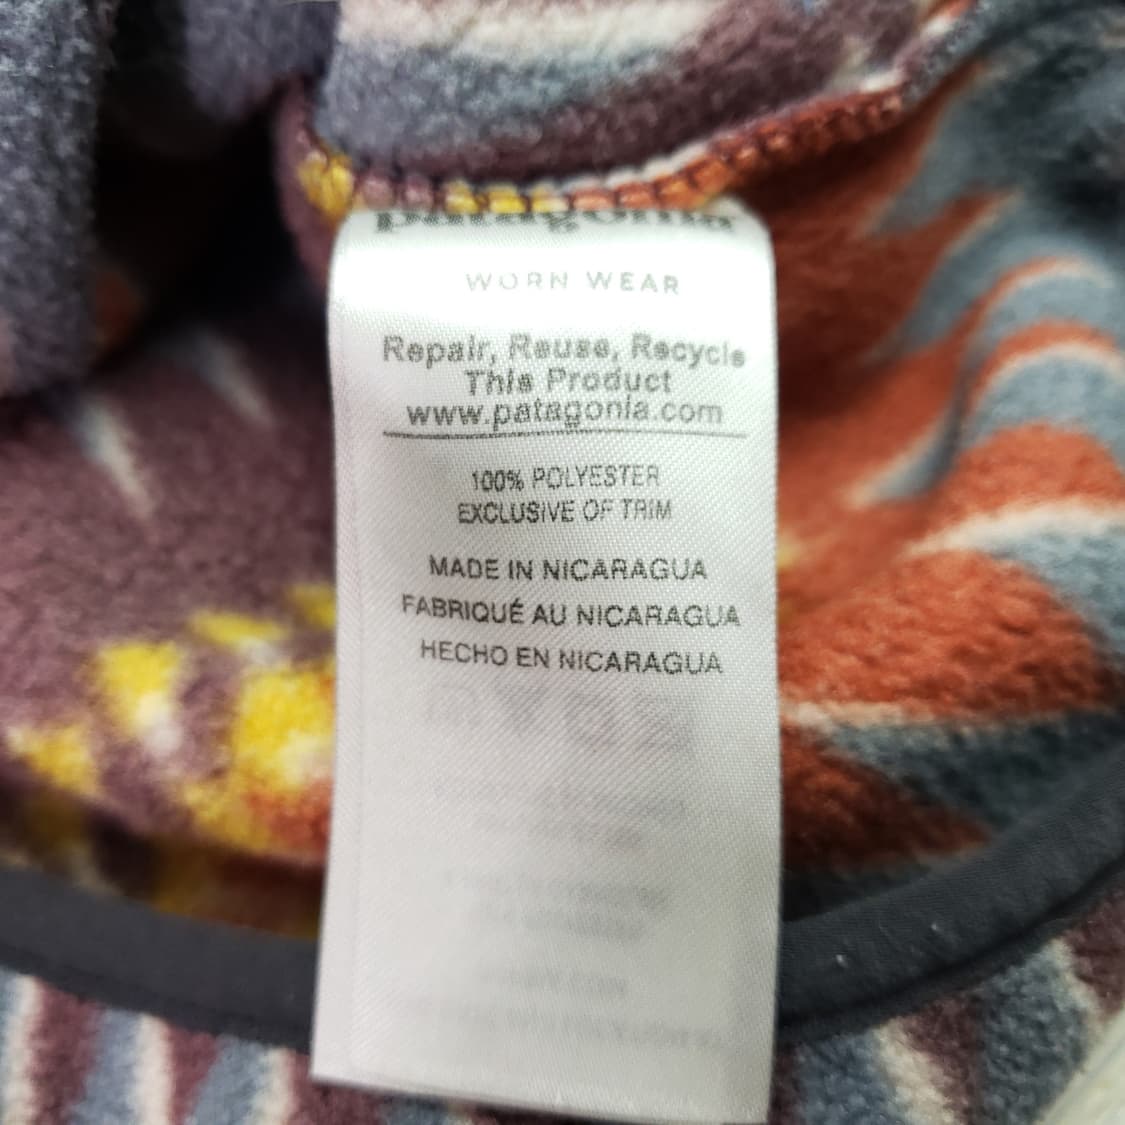 patagonia
WORN WEAR
Repair, Reuse, Recycle
This Product
www.patagonia.com
100% POLYESTER
EXCLUSIVE OF TRIM
MADE IN NICARAGUA
FABRIQUÉ AU NICARAGUA
HECHO EN NICARAGUA